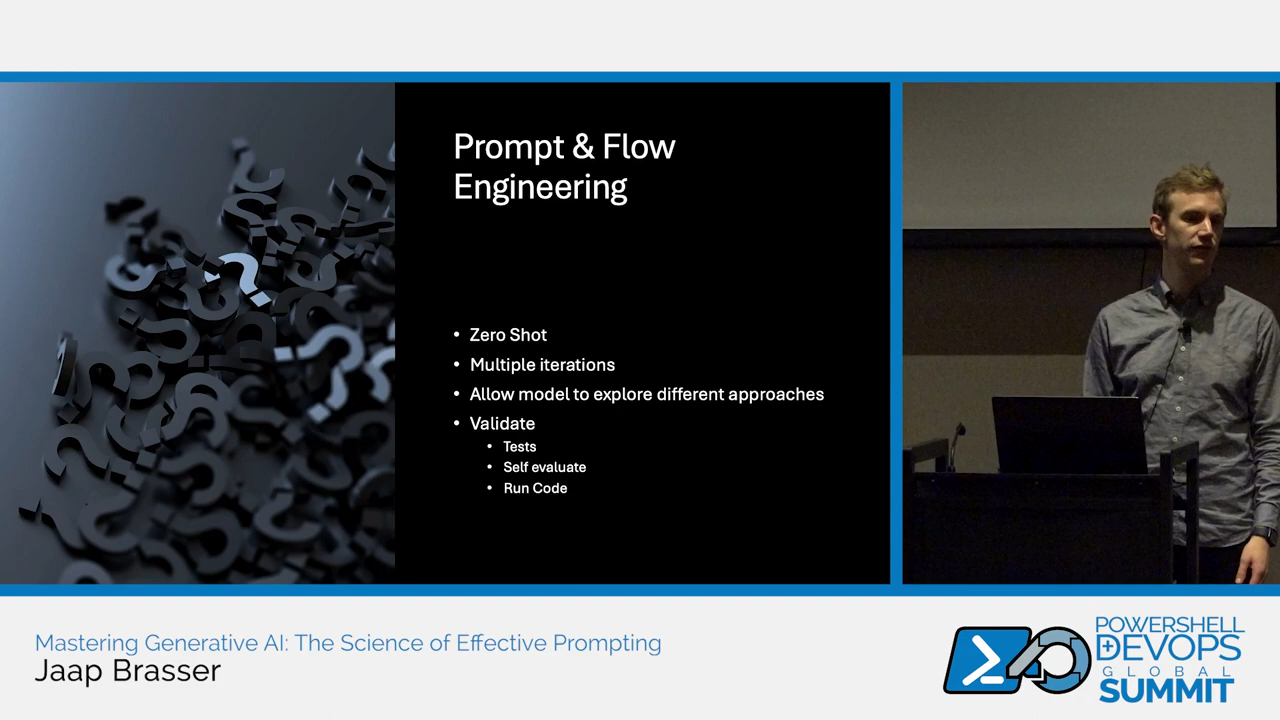 Prompt & Flow
Engineering
• Zero Shot
• Multiple iterations
• Allow model to explore different approaches
• Validate
• Tests
• Self evaluate
• Run Code
Mastering Generative AI: The Science of Effective Prompting
Jaap Brasser
POWERSHELL
DEVOPS
GLOBAL
SUMMIT